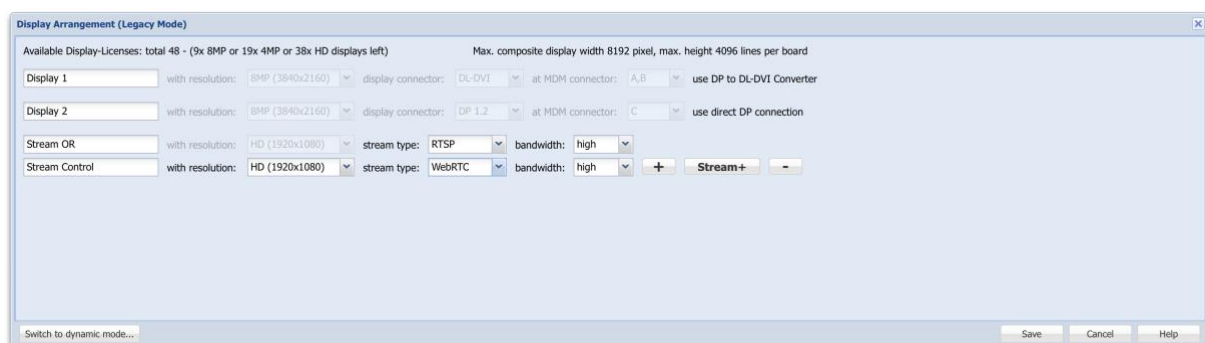 Display Arrangement (Legacy Mode)
Available Display-Licenses: total 48 - (9x 8MP or 19x 4MP or 38x HD displays left) Max. composite display width 8192 pixel, max. height 4096 lines per board
Display 1 with resolution: 8MP (3840x2160) display connector: DL-DVI at MDM connector: A,B use DP to DL-DVI Converter
Display 2 with resolution: 8MP (3840x2160) display connector: DP 1.2 at MDM connector: C use direct DP connection
Stream OR with resolution: HD (1920x1080) stream type: RTSP bandwidth: high
Stream Control with resolution: HD (1920x1080) stream type: WebRTC bandwidth: high + Stream+ -
Switch to dynamic mode... Save Cancel Help